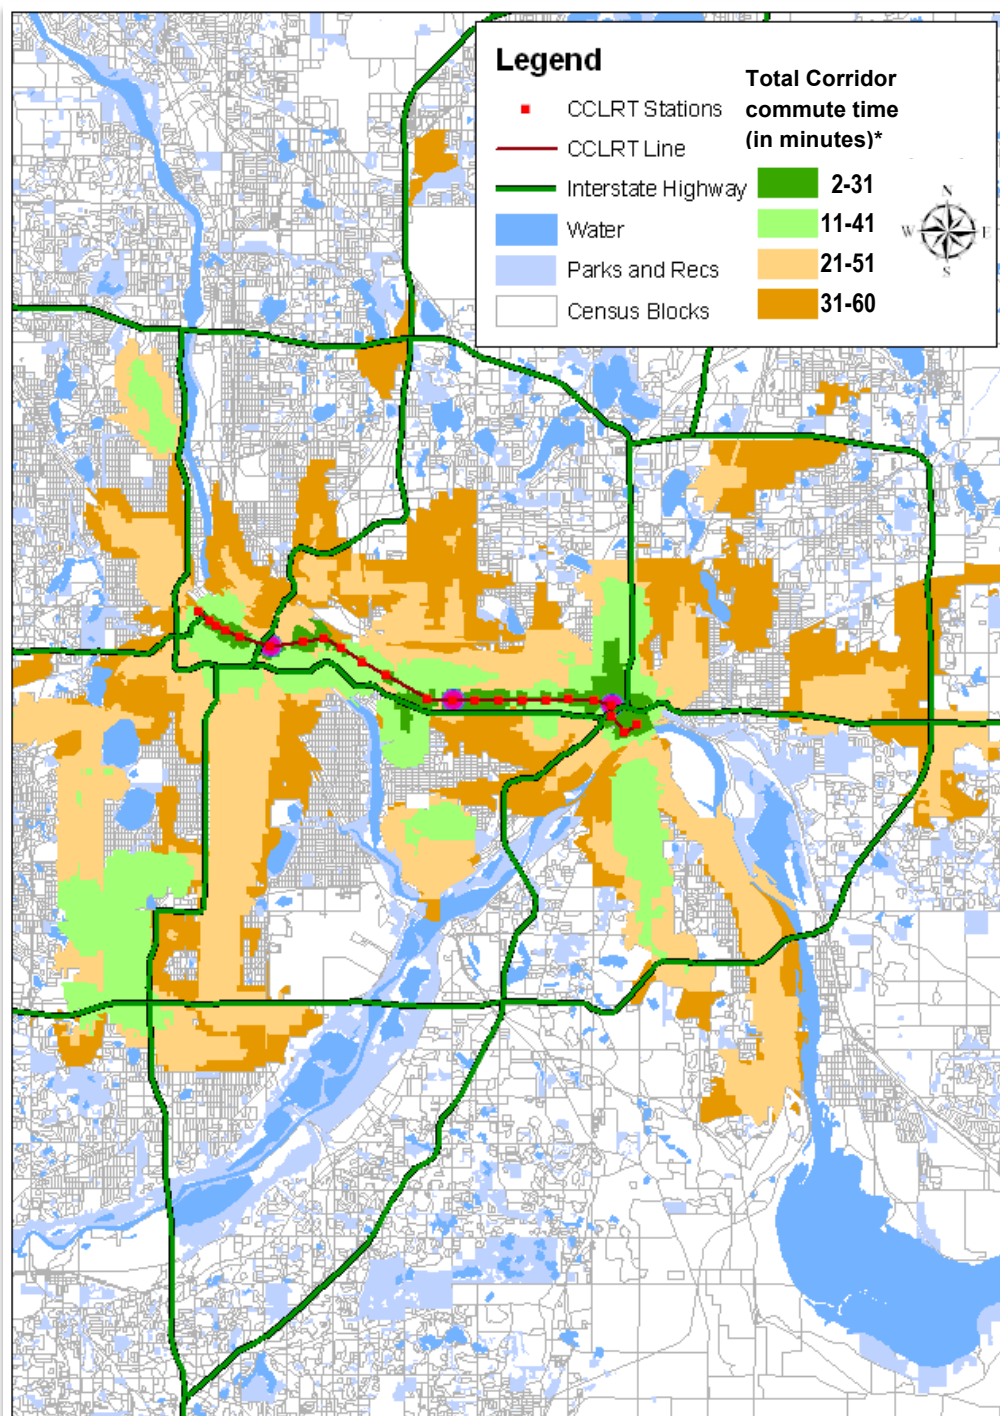 Legend
CCLRT Stations
CCLRT Line
Interstate Highway
Water
Parks and Recs
Census Blocks
Total Corridor
commute time
(in minutes)*
2-31
11-41
21-51
31-60
N
W E
S